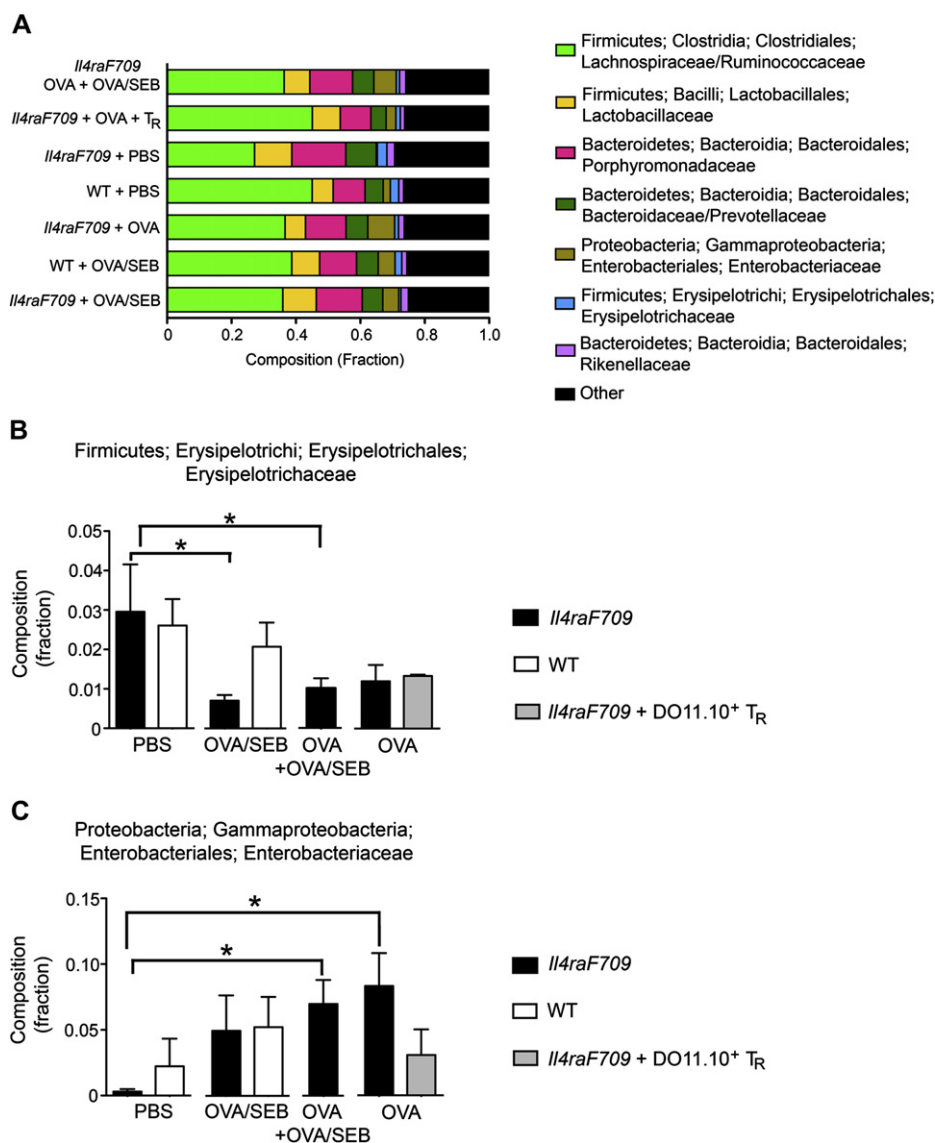 A
Il4raF709
OVA + OVA/SEB
Il4raF709 + OVA + TR
Il4raF709 + PBS
WT + PBS
Il4raF709 + OVA
WT + OVA/SEB
Il4raF709 + OVA/SEB
0 0.2 0.4 0.6 0.8 1.0
Composition (Fraction)
Firmicutes; Clostridia; Clostridiales;
Lachnospiraceae/Ruminococcaceae
Firmicutes; Bacilli; Lactobacillales;
Lactobacillaceae
Bacteroidetes; Bacteroidia; Bacteroidales;
Porphyromonadaceae
Bacteroidetes; Bacteroidia; Bacteroidales;
Bacteroidaceae/Prevotellaceae
Proteobacteria; Gammaproteobacteria;
Enterobacteriales; Enterobacteriaceae
Firmicutes; Erysipelotrichi; Erysipelotrichales;
Erysipelotrichaceae
Bacteroidetes; Bacteroidia; Bacteroidales;
Rikenellaceae
Other
B
Firmicutes; Erysipelotrichi; Erysipelotrichales;
Erysipelotrichaceae
Composition
(fraction)
0.05
0.04
0.03
0.02
0.01
0
*
*
PBS OVA/SEB OVA OVA
+OVA/SEB
Il4raF709
WT
Il4raF709 + DO11.10+ TR
C
Proteobacteria; Gammaproteobacteria;
Enterobacteriales; Enterobacteriaceae
Composition
(fraction)
0.15
0.10
0.05
0
*
*
PBS OVA/SEB OVA OVA
+OVA/SEB
Il4raF709
WT
Il4raF709 + DO11.10+ TR